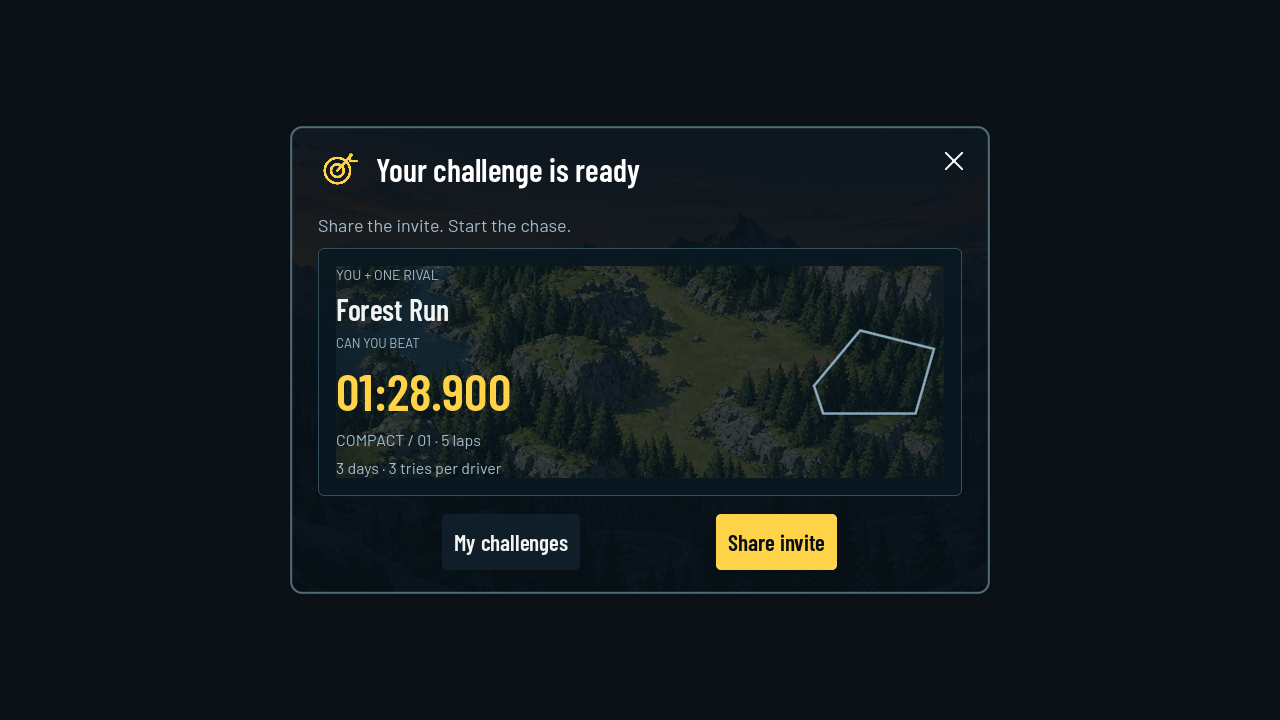 Your challenge is ready
Share the invite. Start the chase.
YOU + ONE RIVAL
Forest Run
CAN YOU BEAT
01:28.900
COMPACT / 01 · 5 laps
3 days · 3 tries per driver
My challenges
Share invite